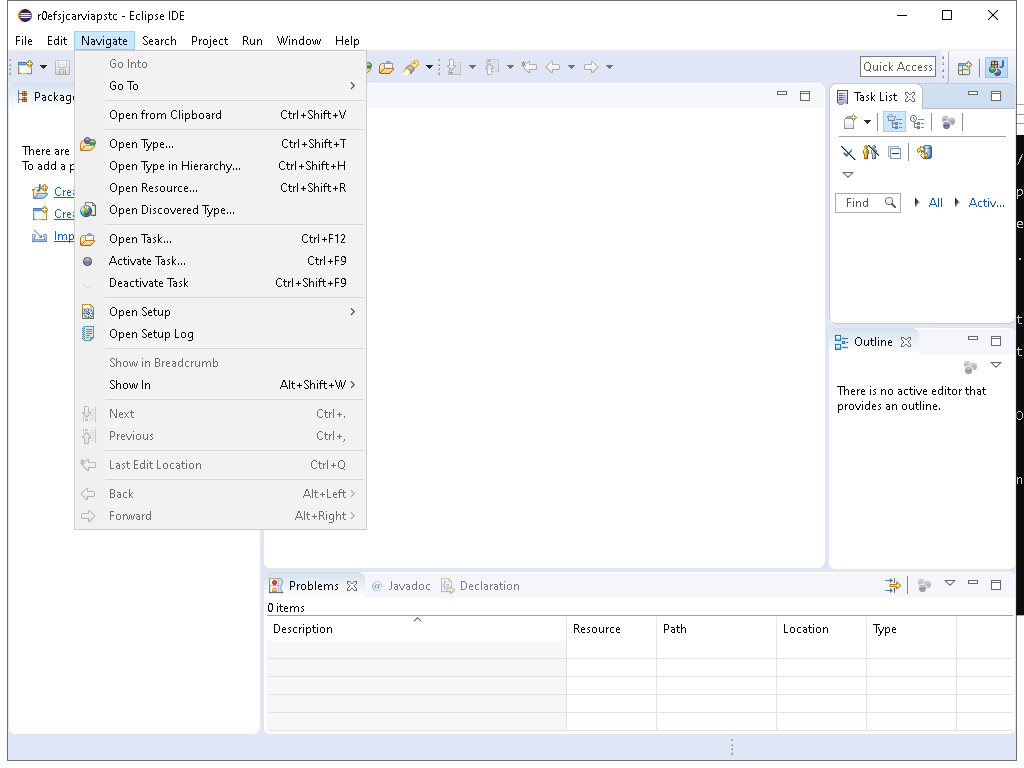 r0efsjcarviapstc - Eclipse IDE
File Edit Navigate Search Project Run Window Help
Quick Access
Go Into
Go To
Open from Clipboard Ctrl+Shift+V
Open Type... Ctrl+Shift+T
Open Type in Hierarchy... Ctrl+Shift+H
Open Resource... Ctrl+Shift+R
Open Discovered Type...
Open Task... Ctrl+F12
Activate Task... Ctrl+F9
Deactivate Task Ctrl+Shift+F9
Open Setup
Open Setup Log
Show in Breadcrumb
Show In Alt+Shift+W
Next Ctrl+.
Previous Ctrl+,
Last Edit Location Ctrl+Q
Back Alt+Left
Forward Alt+Right
There are
To add a p
Task List
Find All Activ...
Outline
There is no active editor that
provides an outline.
Problems @ Javadoc Declaration
0 items
Description Resource Path Location Type